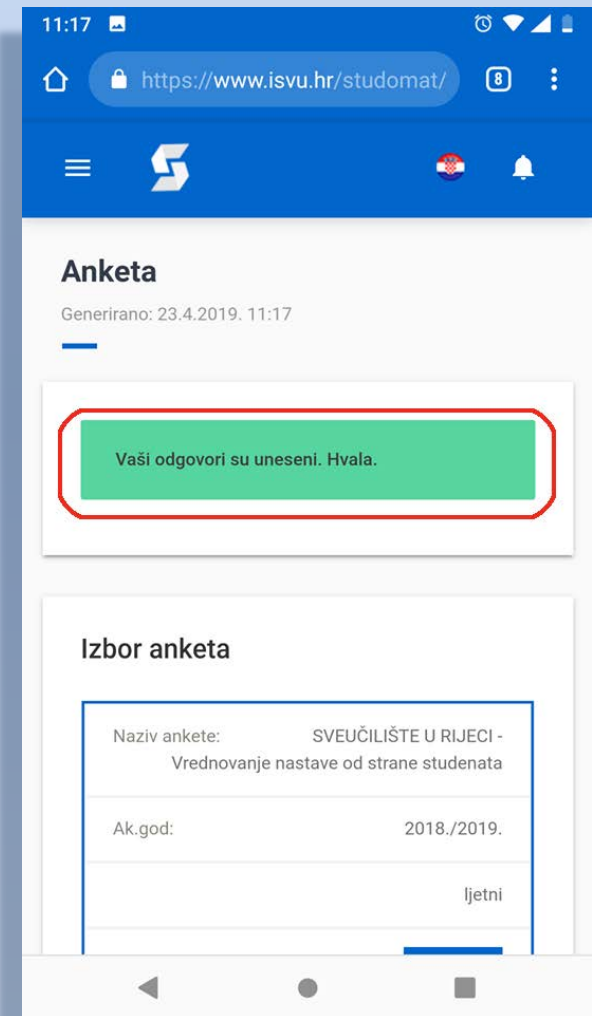 11:17
https://www.isvu.hr/studomat/
8
Anketa
Generirano: 23.4.2019. 11:17
Vaši odgovori su uneseni. Hvala.
Izbor anketa
Naziv ankete: SVEUČILIŠTE U RIJECI -
Vrednovanje nastave od strane studenata
Ak.god: 2018./2019.
ljetni